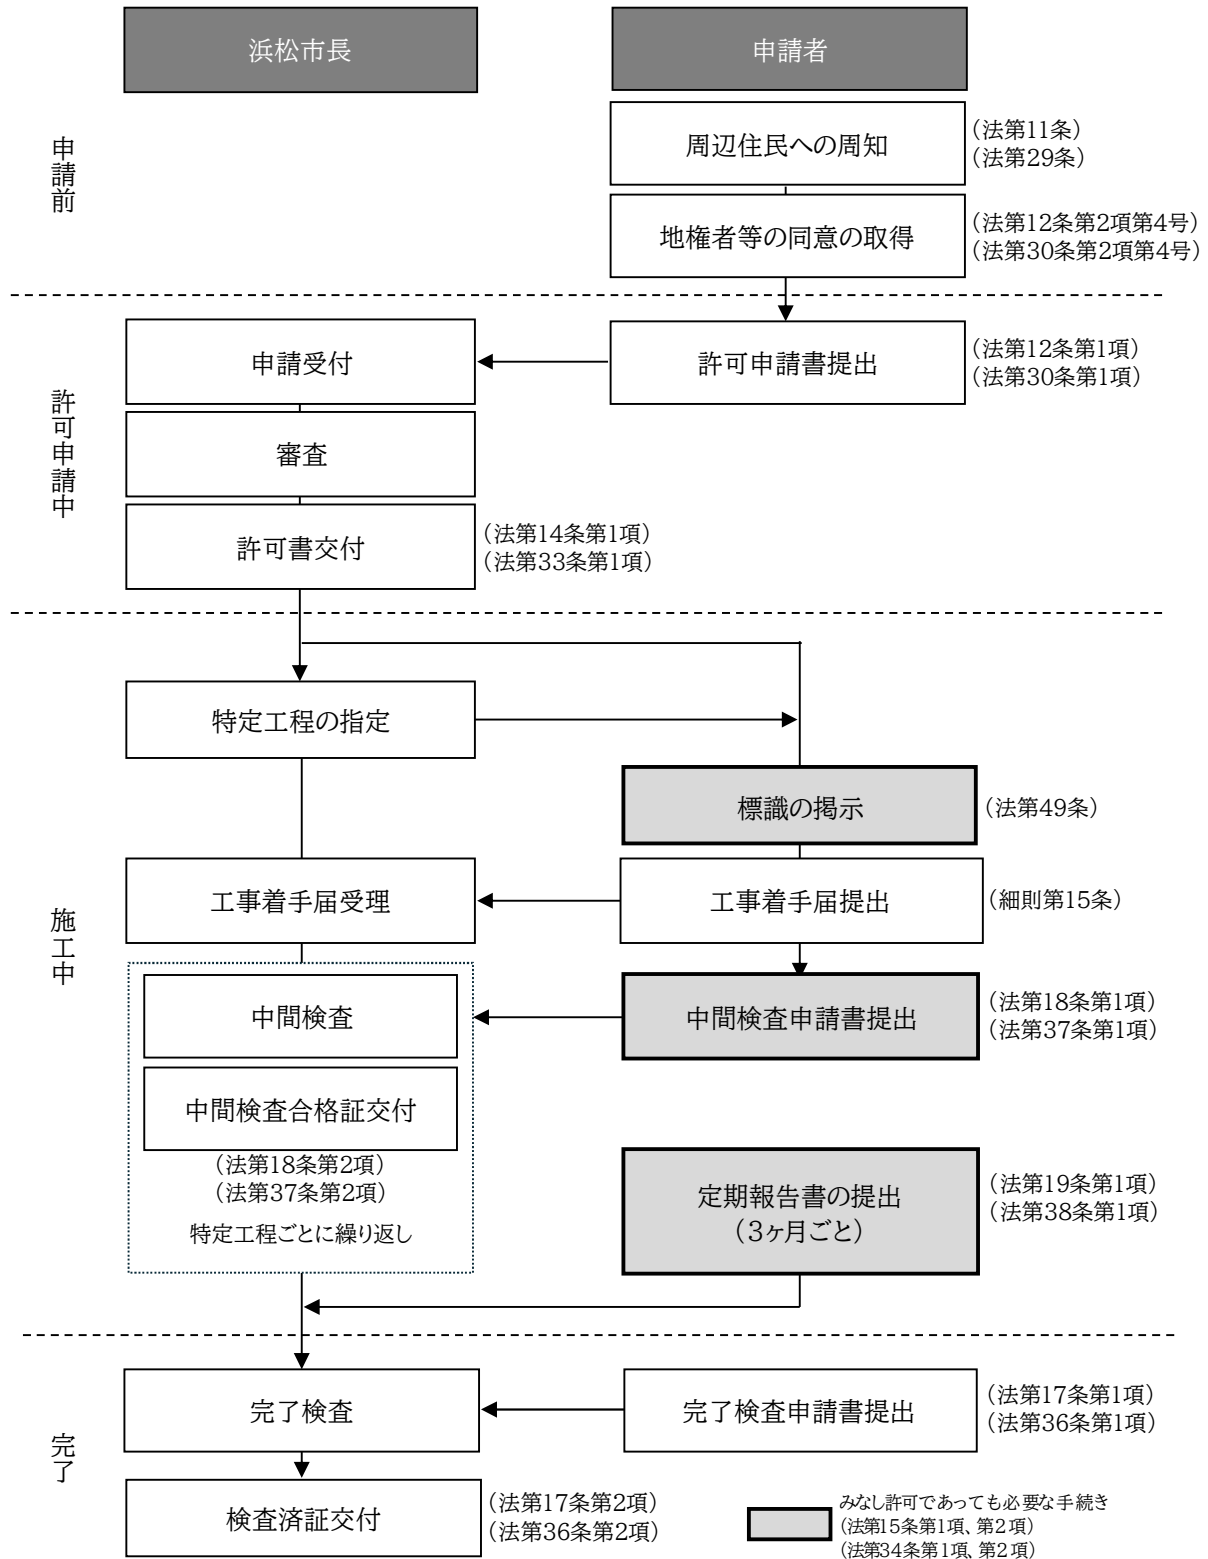 浜松市長
申請者
申請前
周辺住民への周知
（法第11条）
（法第29条）
地権者等の同意の取得
（法第12条第2項第4号）
（法第30条第2項第4号）
許可申請中
申請受付
許可申請書提出
（法第12条第1項）
（法第30条第1項）
審査
許可書交付
（法第14条第1項）
（法第33条第1項）
施工中
特定工程の指定
標識の掲示
（法第49条）
工事着手届受理
工事着手届提出
（細則第15条）
中間検査
中間検査申請書提出
（法第18条第1項）
（法第37条第1項）
中間検査合格証交付
（法第18条第2項）
（法第37条第2項）
特定工程ごとに繰り返し
定期報告書の提出
（3ヶ月ごと）
（法第19条第1項）
（法第38条第1項）
完了
完了検査
完了検査申請書提出
（法第17条第1項）
（法第36条第1項）
検査済証交付
（法第17条第2項）
（法第36条第2項）
みなし許可であっても必要な手続き
（法第15条第1項、第2項）
（法第34条第1項、第2項）